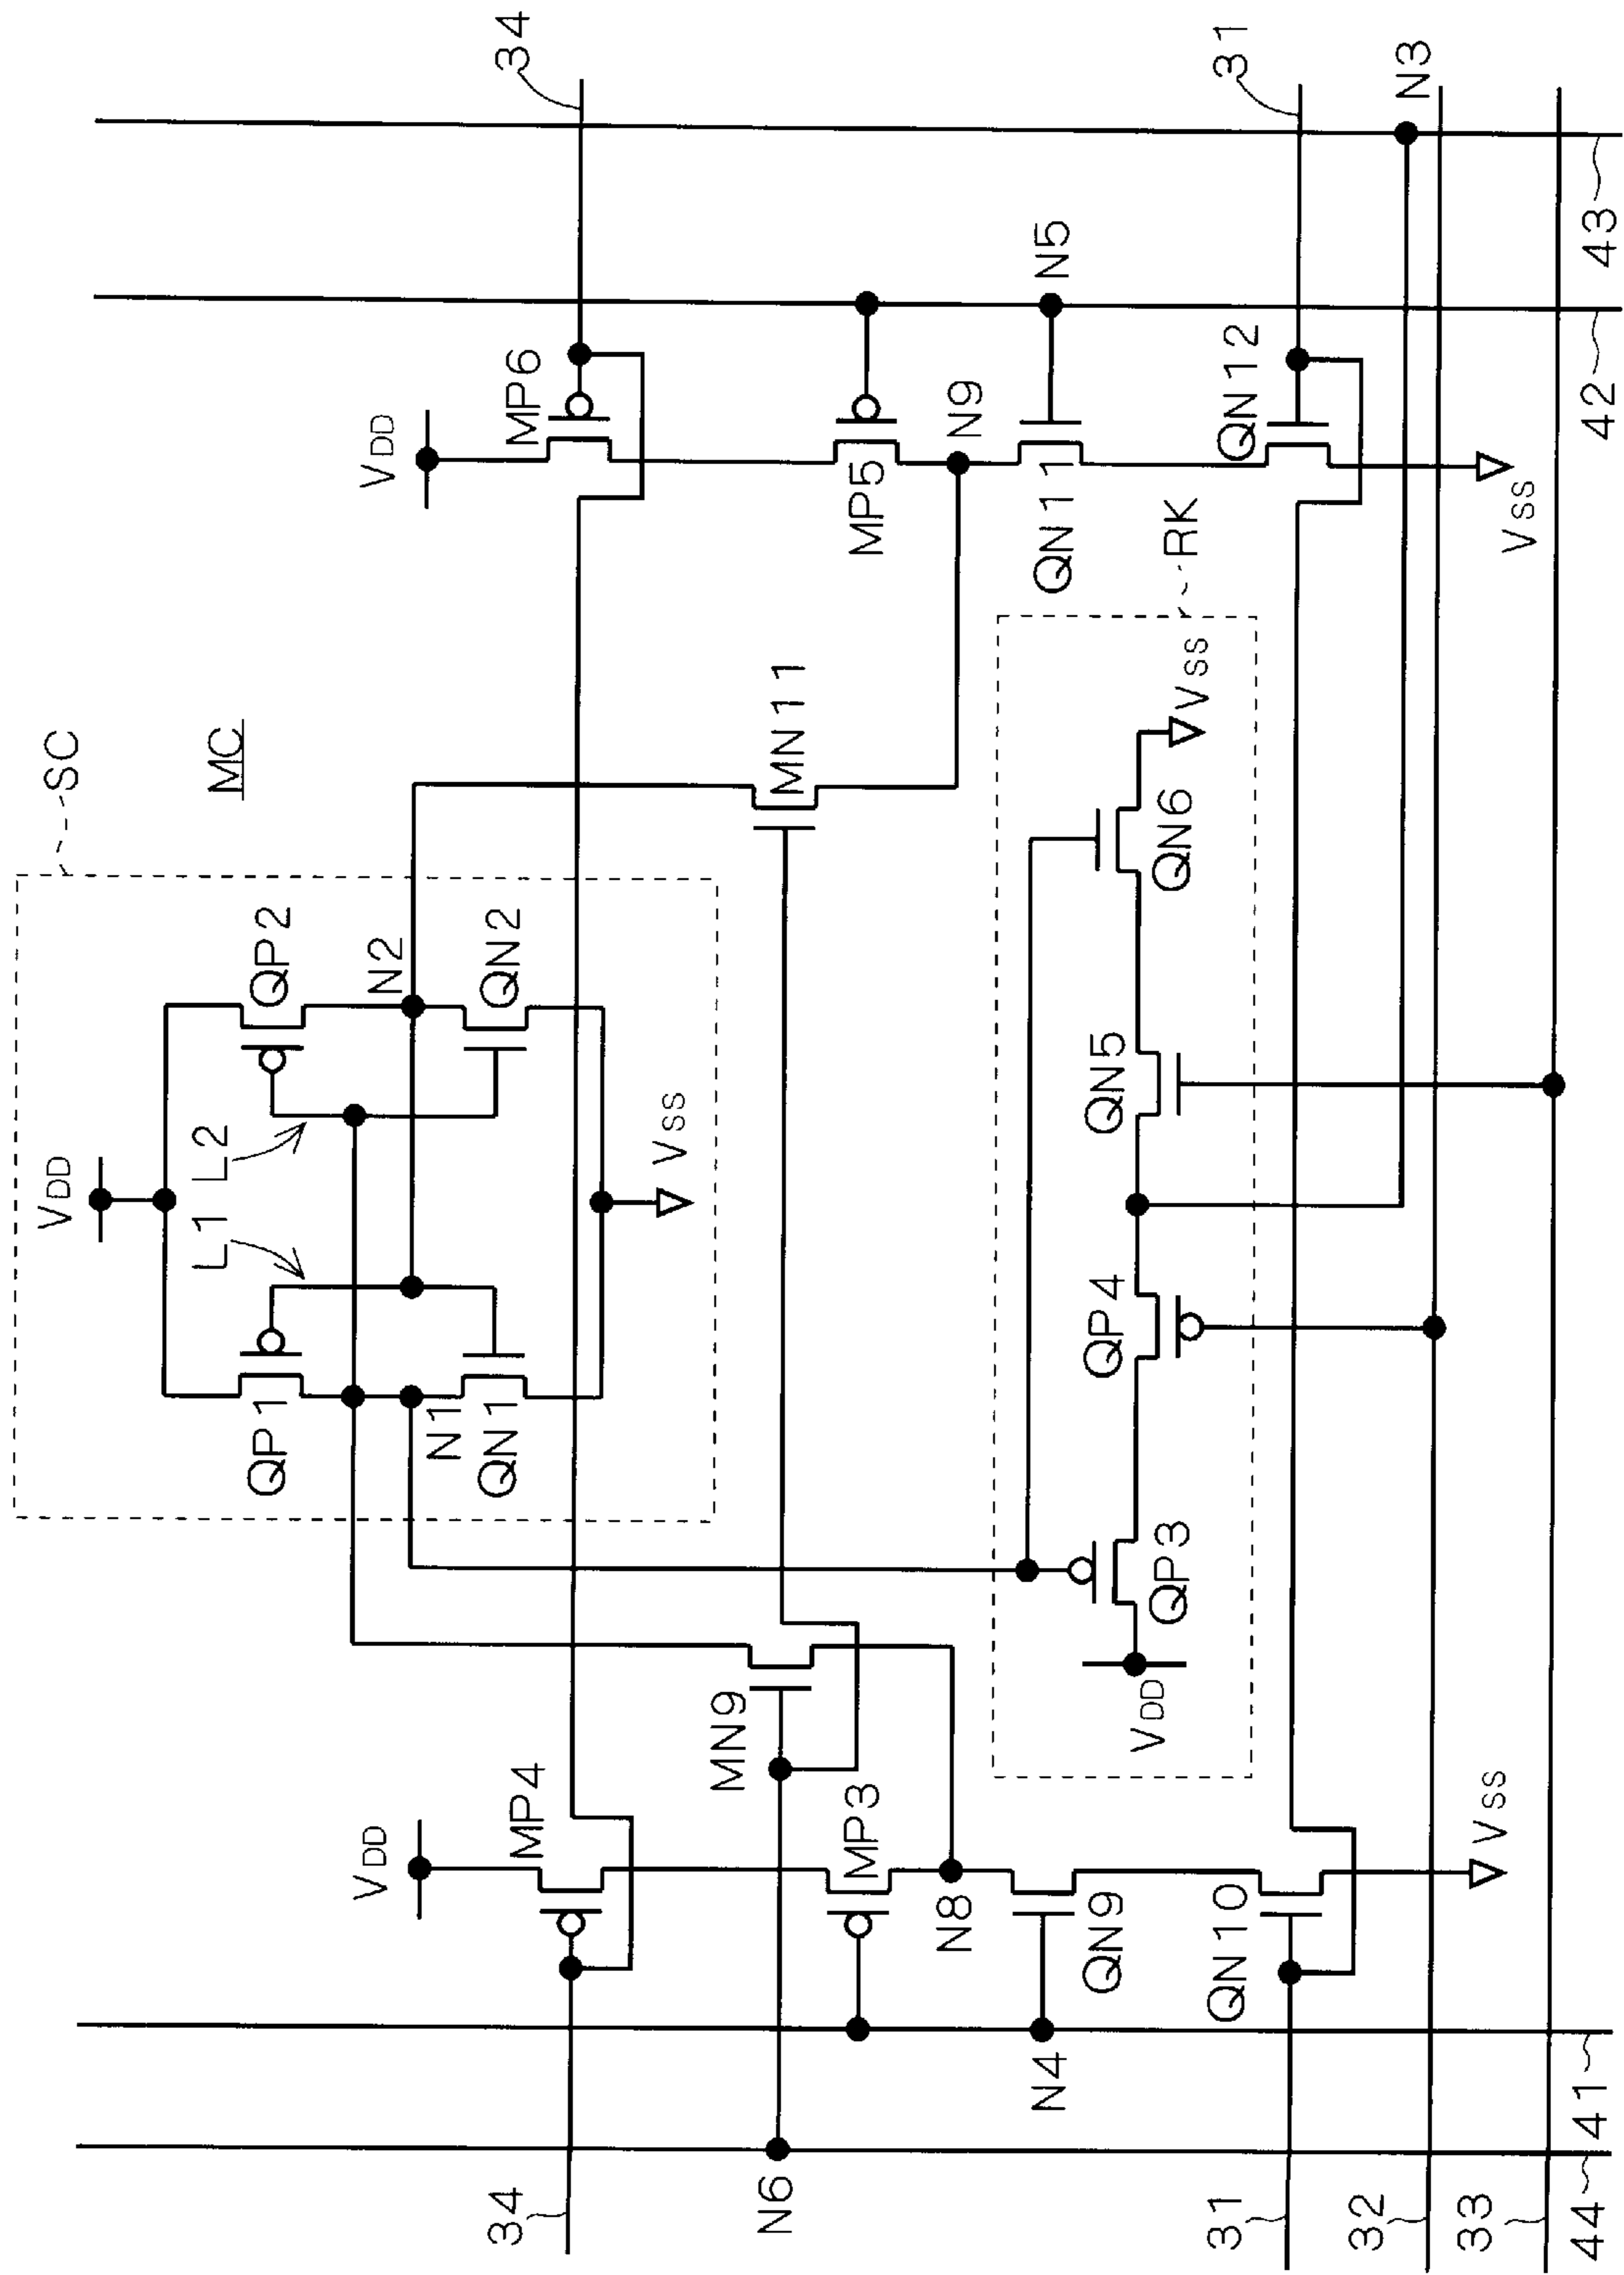 SC
MC
VDD
L1
L2
QP1
QP2
N2
N1
QN1
QN2
VSS
34
34
VDD
MP4
VDD
MP6
MN9
MN11
N6
MP3
MP5
N8
N9
N4
QN9
QN11
N5
RK
VDD
QP3
QP4
QN5
QN6
VSS
31
QN10
QN12
31
VSS
VSS
32
N3
33
44
41
42
43